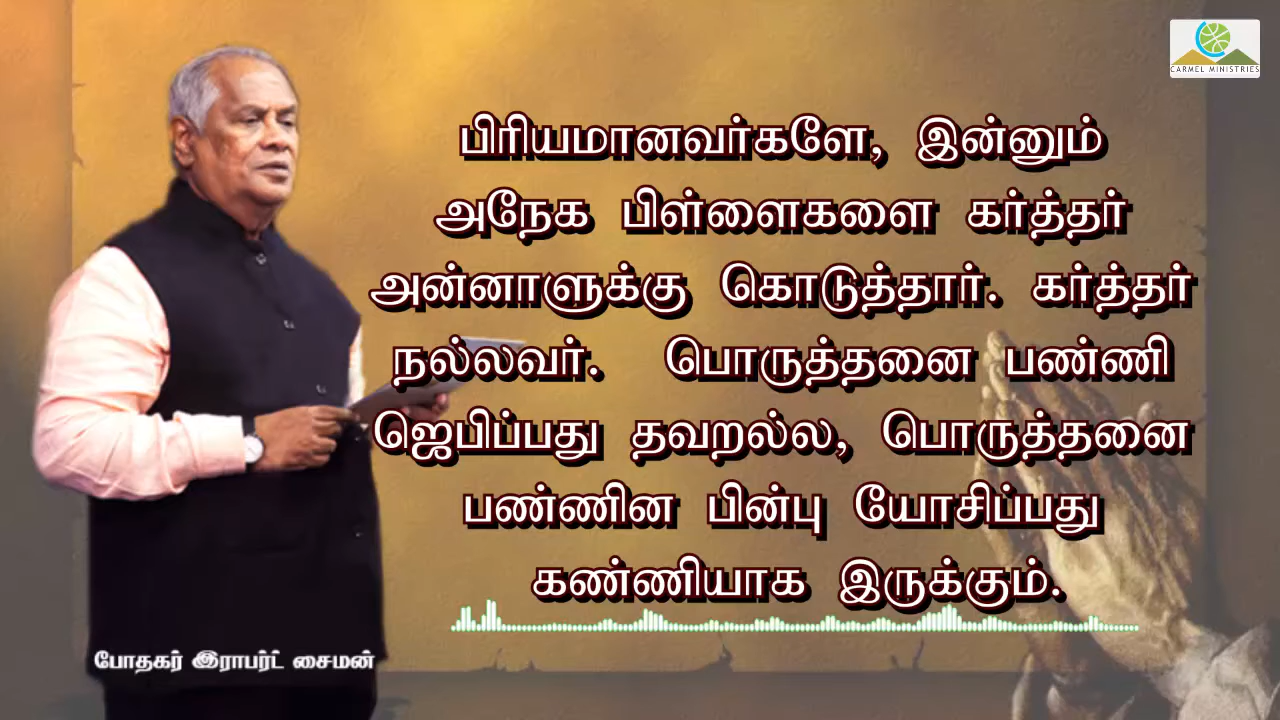 CARMEL MINISTRIES
பிரியமானவர்களே, இன்னும்
அநேக பிள்ளைகளை கர்த்தர்
அன்னாளுக்கு கொடுத்தார். கர்த்தர்
நல்லவர். பொருத்தனை பண்ணி
ஜெபிப்பது தவறல்ல, பொருத்தனை
பண்ணின பின்பு யோசிப்பது
கண்ணியாக இருக்கும்.
போதகர் இராபர்ட் சைமன்